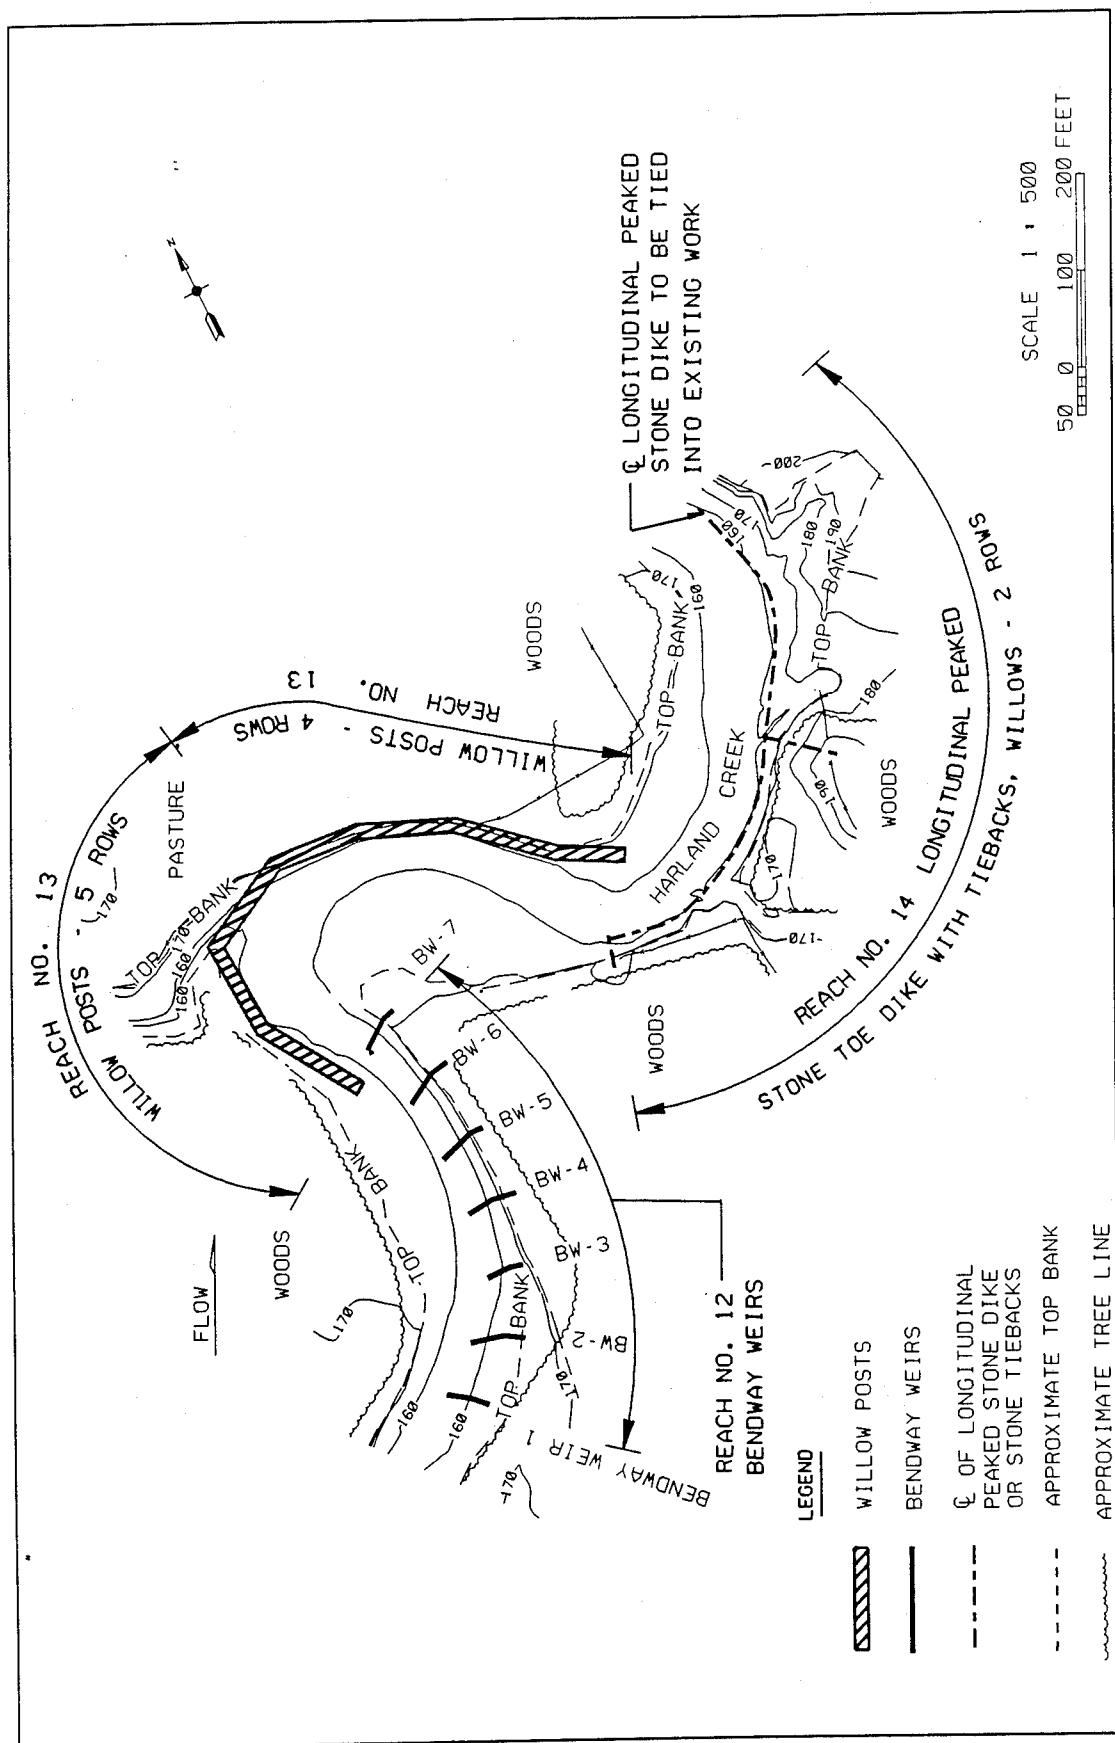 REACH NO. 13
WILLOW POSTS - 5 ROWS
170
PASTURE
TOP BANK
170
160
160
WILLOW POSTS - 4 ROWS
REACH NO. 13
N
WOODS
FLOW
WOODS
170
TOP BANK
160
160
TOP BANK
170
170
BENDWAY WEIR 1
BW-2
BW-3
BW-4
BW-5
BW-6
BW-7
REACH NO. 12
BENDWAY WEIRS
WOODS
HARLAND
CREEK
TOP BANK
170
160
℄ LONGITUDINAL PEAKED
STONE DIKE TO BE TIED
INTO EXISTING WORK
160
170
200
180
190
TOP BANK
180
190
170
170
WOODS
REACH NO. 14 LONGITUDINAL PEAKED
STONE TOE DIKE WITH TIEBACKS, WILLOWS - 2 ROWS
SCALE 1 : 500
50 0 100 200 FEET
LEGEND
WILLOW POSTS
BENDWAY WEIRS
℄ OF LONGITUDINAL
PEAKED STONE DIKE
OR STONE TIEBACKS
APPROXIMATE TOP BANK
APPROXIMATE TREE LINE